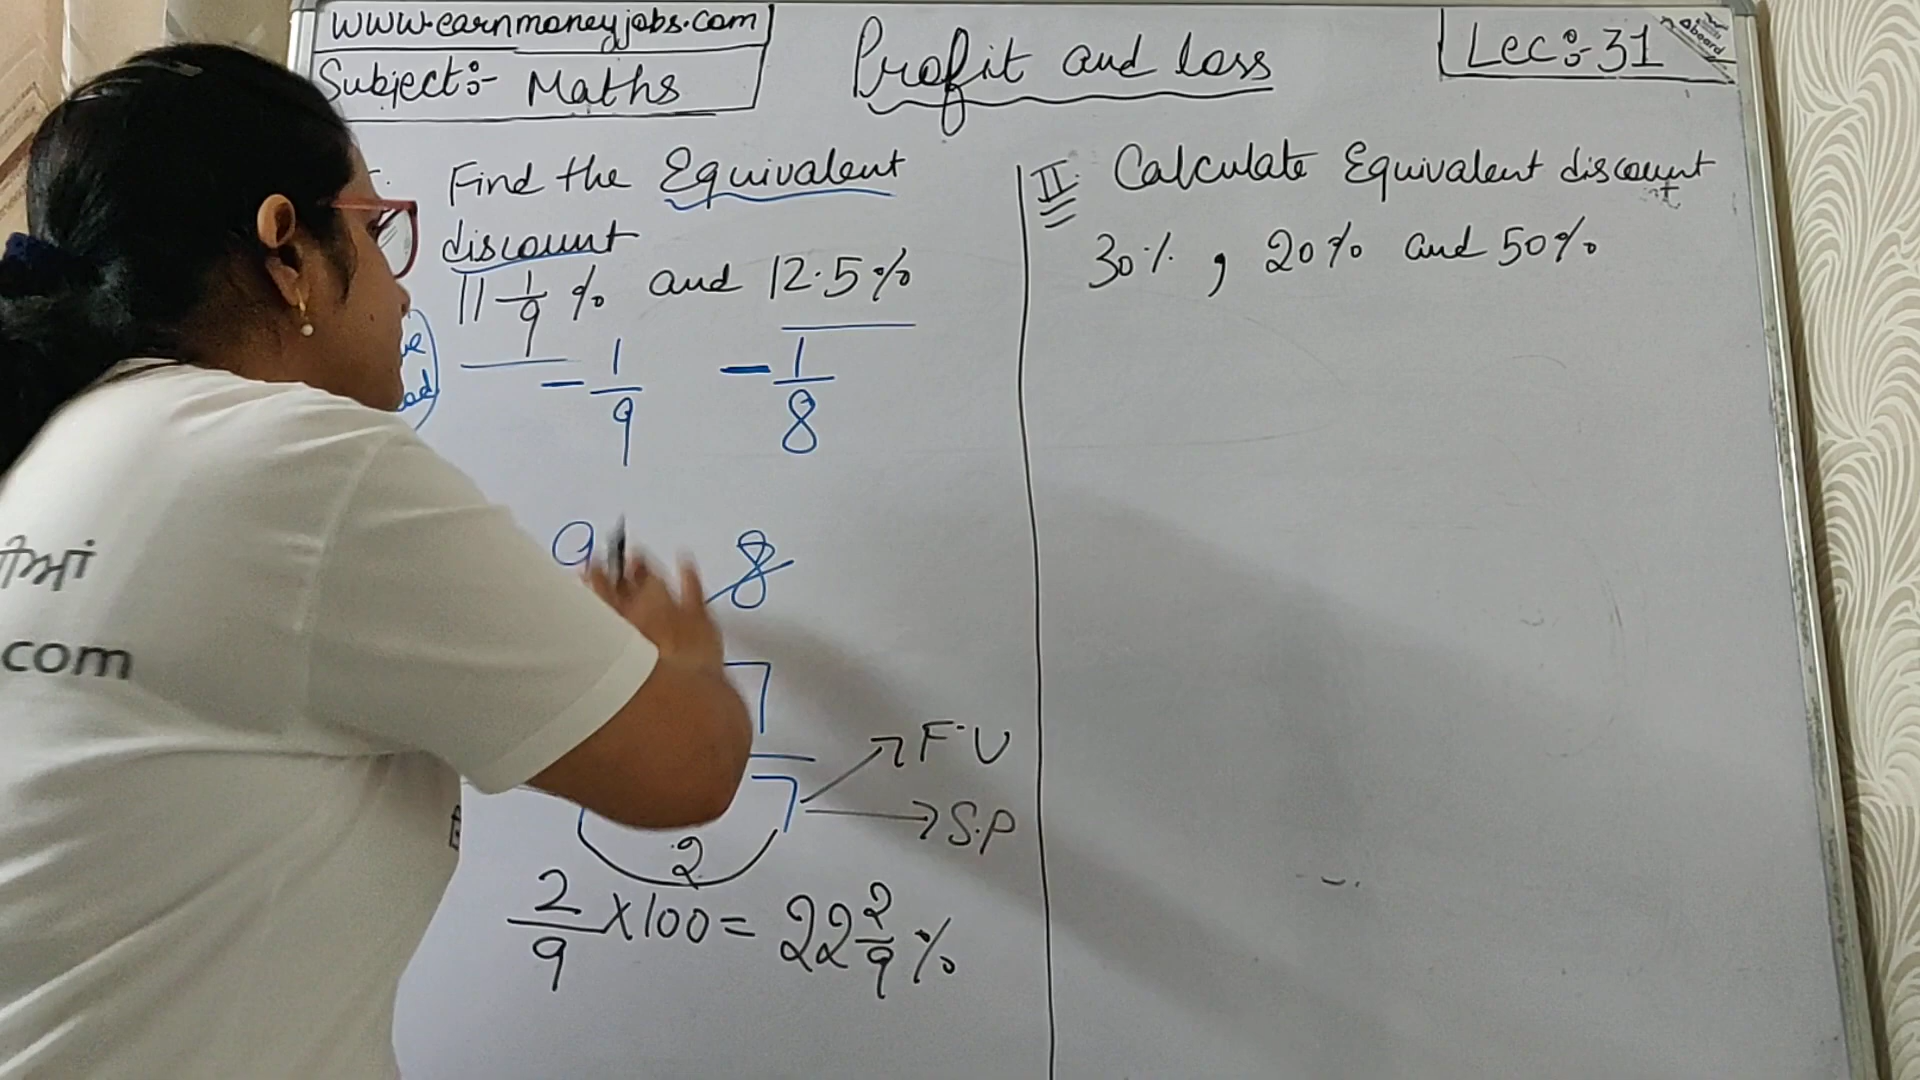 www.earnmoneyjobs.com
Subject:- Maths
Profit and loss
Lec:-31
Find the Equivalent
discount
11 1/9 % and 12.5%
- 1/9 - 1/8
9 8
7
7
F.V
S.P
2
2/9 x100= 22 2/9 %
II. Calculate Equivalent discount
30%, 20% and 50%
com